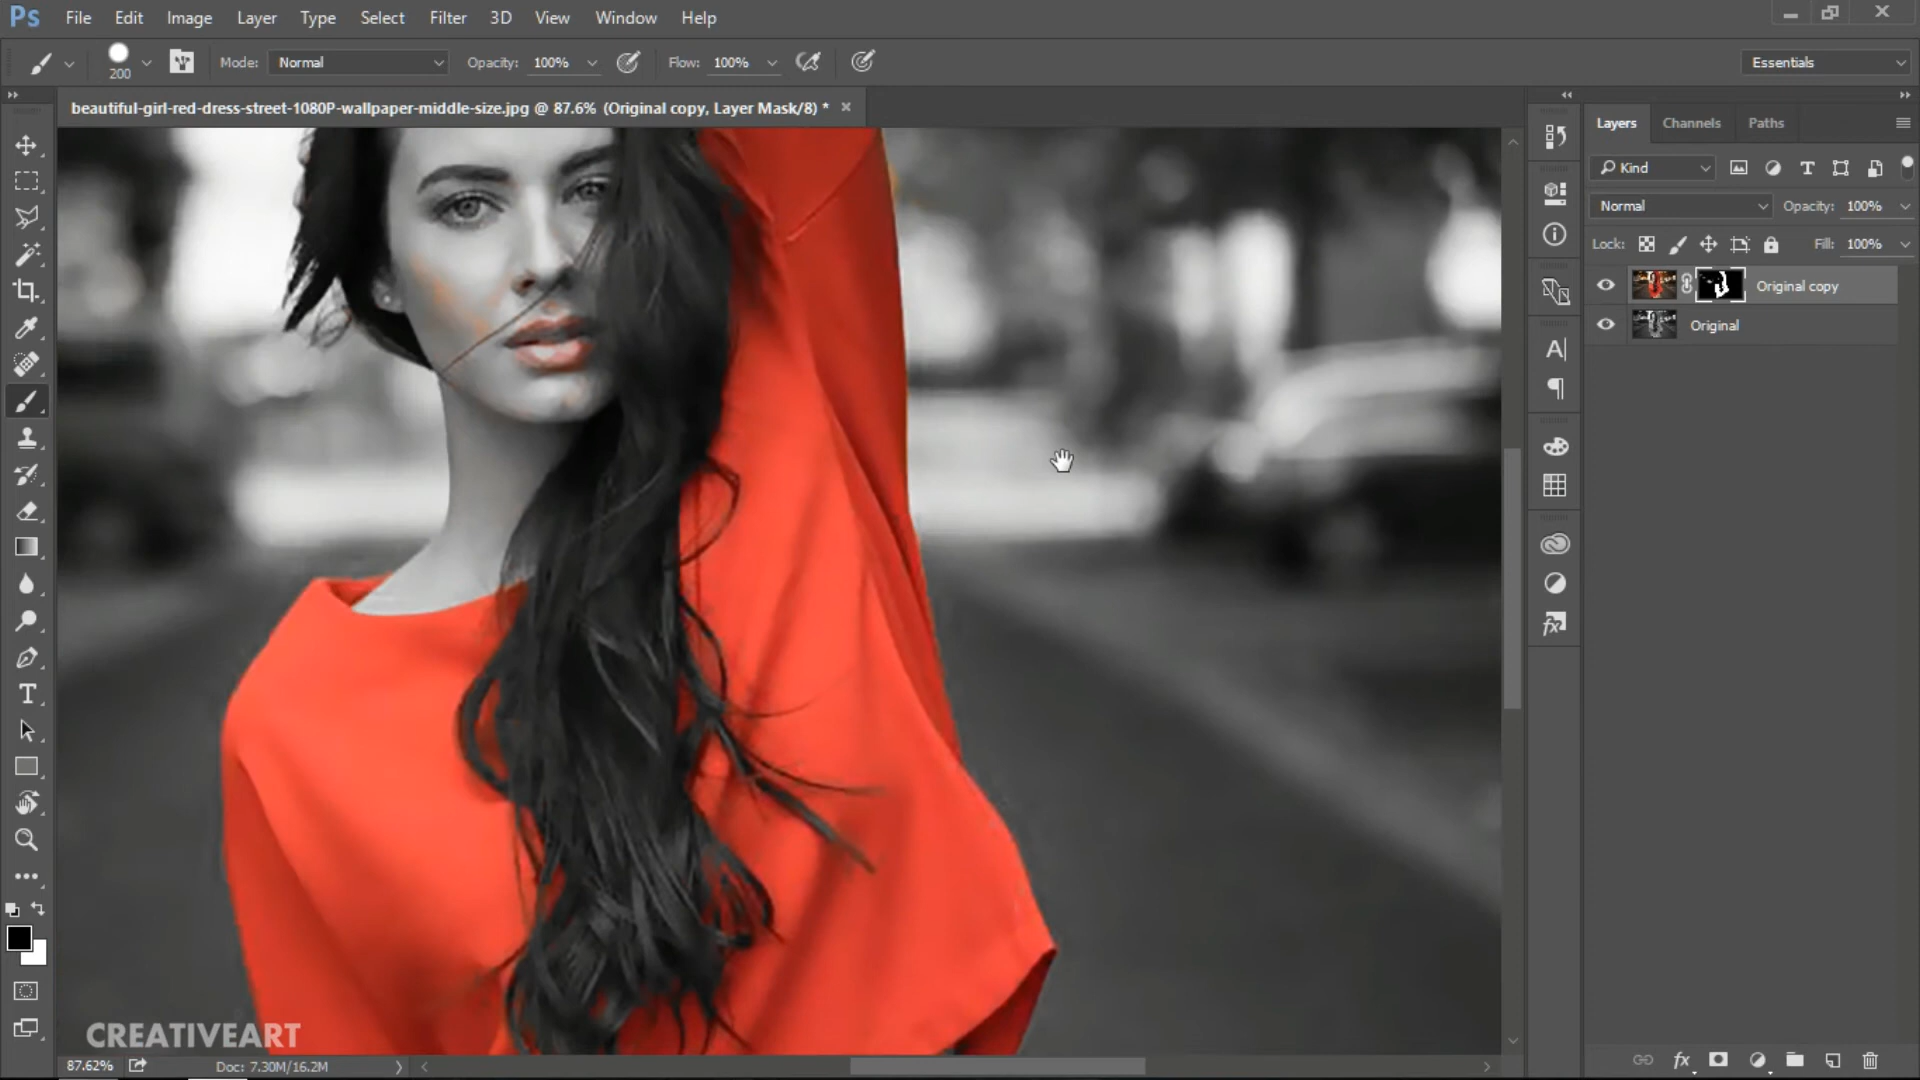 Ps File Edit Image Layer Type Select Filter 3D View Window Help
200 Mode: Normal Opacity: 100% Flow: 100% Essentials
beautiful-girl-red-dress-street-1080P-wallpaper-middle-size.jpg @ 87.6% (Original copy, Layer Mask/8) *
Layers Channels Paths
Kind
Normal Opacity: 100%
Lock: Fill: 100%
Original copy
Original
CREATIVEART
87.62% Doc: 7.30M/16.2M